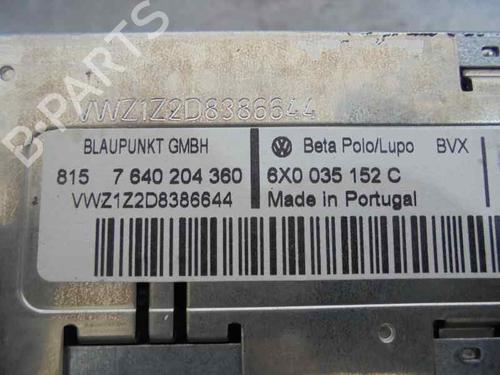 B-PARTS
VWZ1Z2D8386644
BLAUPUNKT GMBH Beta Polo/Lupo BVX
815 7 640 204 360 6X0 035 152 C
VWZ1Z2D8386644 Made in Portugal